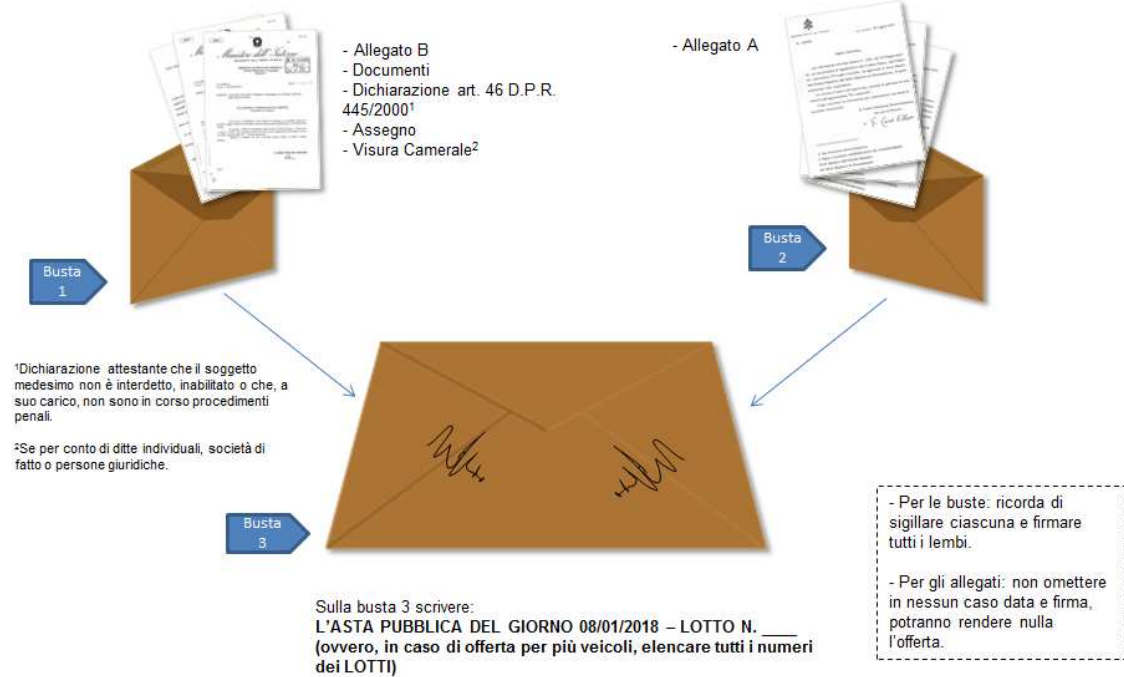 - Allegato B
- Documenti
- Dichiarazione art. 46 D.P.R.
445/2000¹
- Assegno
- Visura Camerale²
- Allegato A
Busta
1
Busta
2
¹Dichiarazione attestante che il soggetto
medesimo non è interdetto, inabilitato o che, a
suo carico, non sono in corso procedimenti
penali.
²Se per conto di ditte individuali, società di
fatto o persone giuridiche.
Busta
3
- Per le buste: ricorda di
sigillare ciascuna e firmare
tutti i lembi.
- Per gli allegati: non omettere
in nessun caso data e firma,
potranno rendere nulla
l'offerta.
Sulla busta 3 scrivere:
L'ASTA PUBBLICA DEL GIORNO 08/01/2018 – LOTTO N. ____
(ovvero, in caso di offerta per più veicoli, elencare tutti i numeri
dei LOTTI)